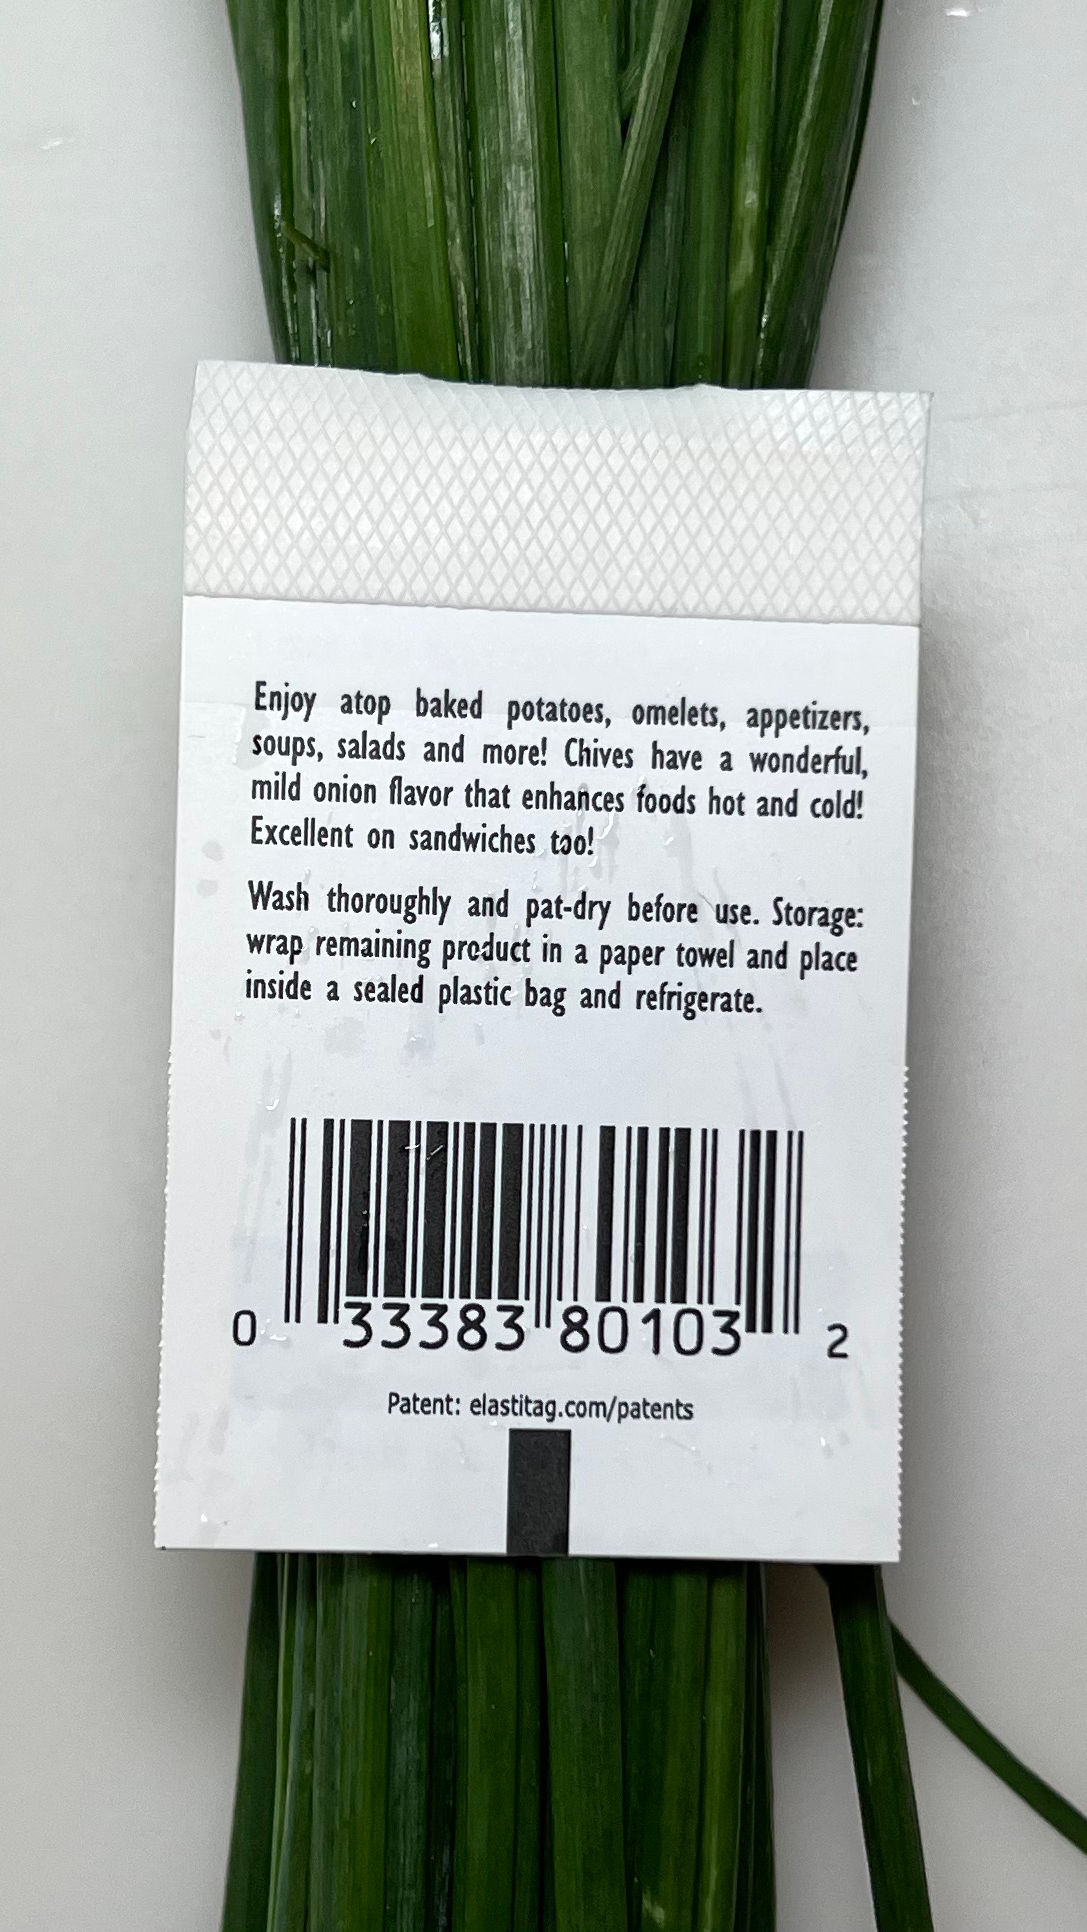 Enjoy atop baked potatoes, omelets, appetizers,
soups, salads and more! Chives have a wonderful,
mild onion flavor that enhances foods hot and cold!
Excellent on sandwiches too!
Wash thoroughly and pat-dry before use. Storage:
wrap remaining product in a paper towel and place
inside a sealed plastic bag and refrigerate.
0 33383 80103 2
Patent: elastitag.com/patents